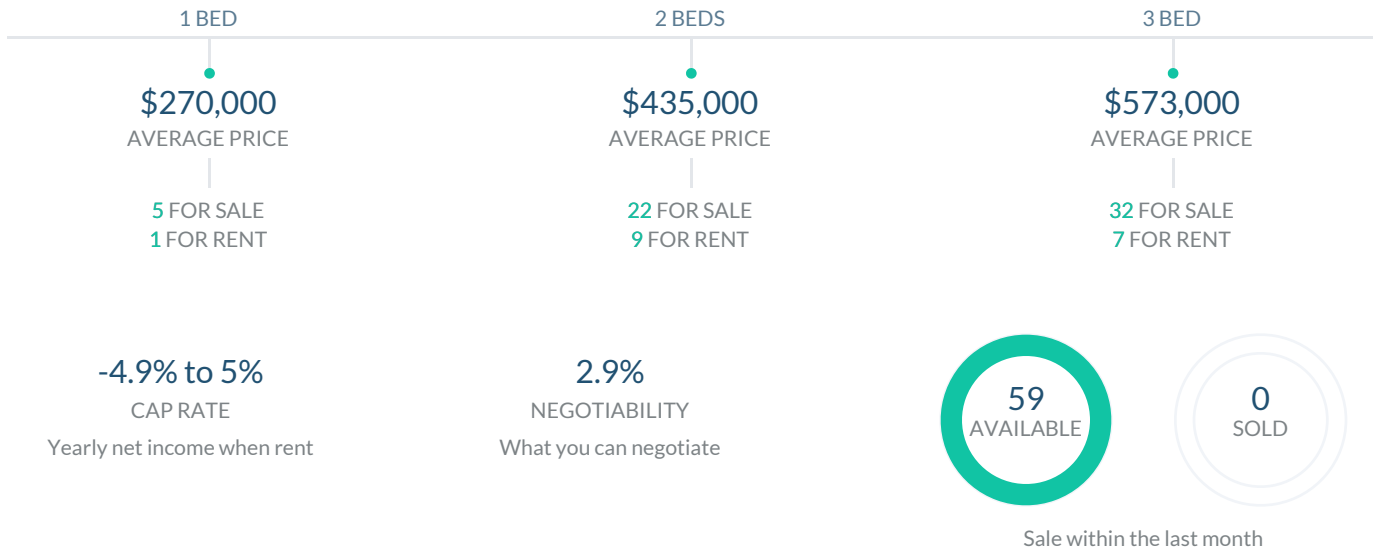 1 BED
2 BEDS
3 BED
$270,000
AVERAGE PRICE
5 FOR SALE
1 FOR RENT
$435,000
AVERAGE PRICE
22 FOR SALE
9 FOR RENT
$573,000
AVERAGE PRICE
32 FOR SALE
7 FOR RENT
-4.9% to 5%
CAP RATE
Yearly net income when rent
2.9%
NEGOTIABILITY
What you can negotiate
59
AVAILABLE
0
SOLD
Sale within the last month